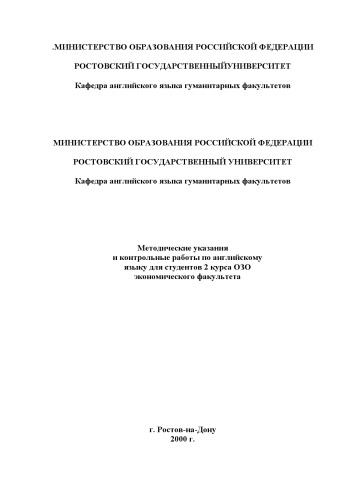 .МИНИСТЕРСТВО ОБРАЗОВАНИЯ РОССИЙСКОЙ ФЕДЕРАЦИИ
РОСТОВСКИЙ ГОСУДАРСТВЕННЫЙУНИВЕРСИТЕТ
Кафедра английского языка гуманитарных факультетов
МИНИСТЕРСТВО ОБРАЗОВАНИЯ РОССИЙСКОЙ ФЕДЕРАЦИИ
РОСТОВСКИЙ ГОСУДАРСТВЕННЫЙ УНИВЕРСИТЕТ
Кафедра английского языка гуманитарных факультетов
Методические указания
и контрольные работы по английскому
языку для студентов 2 курса ОЗО
экономического факультета
г. Ростов-на-Дону
2000 г.